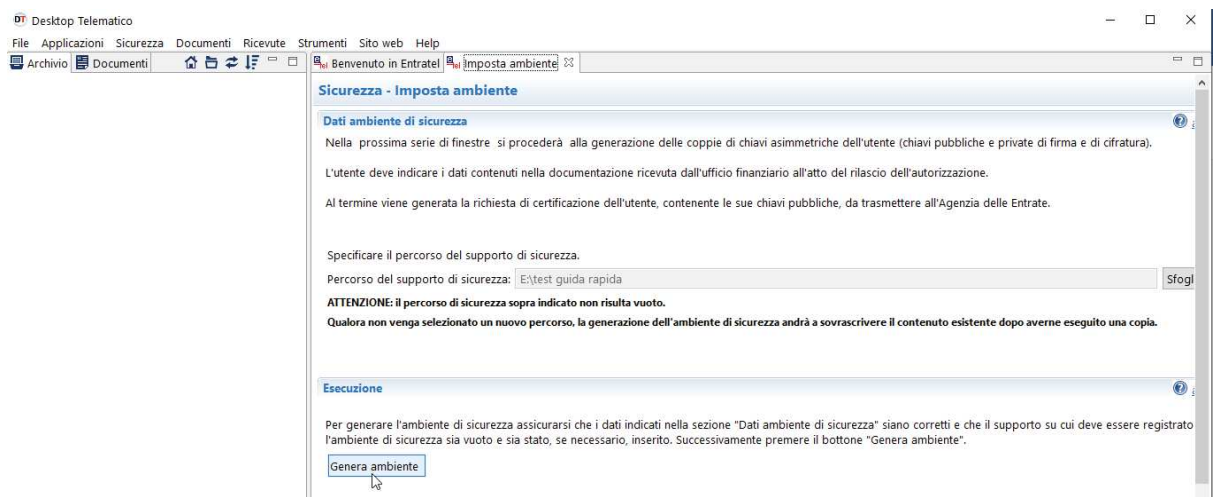 DT Desktop Telematico
File Applicazioni Sicurezza Documenti Ricevute Strumenti Sito web Help
Archivio Documenti Benvenuto in Entratel Imposta ambiente
Sicurezza - Imposta ambiente
Dati ambiente di sicurezza
Nella prossima serie di finestre si procederà alla generazione delle coppie di chiavi asimmetriche dell'utente (chiavi pubbliche e private di firma e di cifratura).
L'utente deve indicare i dati contenuti nella documentazione ricevuta dall'ufficio finanziario all'atto del rilascio dell'autorizzazione.
Al termine viene generata la richiesta di certificazione dell'utente, contenente le sue chiavi pubbliche, da trasmettere all'Agenzia delle Entrate.
Specificare il percorso del supporto di sicurezza.
Percorso del supporto di sicurezza: E:\test guida rapida Sfogl
ATTENZIONE: il percorso di sicurezza sopra indicato non risulta vuoto.
Qualora non venga selezionato un nuovo percorso, la generazione dell'ambiente di sicurezza andrà a sovrascrivere il contenuto esistente dopo averne eseguito una copia.
Esecuzione
Per generare l'ambiente di sicurezza assicurarsi che i dati indicati nella sezione "Dati ambiente di sicurezza" siano corretti e che il supporto su cui deve essere registrato
l'ambiente di sicurezza sia vuoto e sia stato, se necessario, inserito. Successivamente premere il bottone "Genera ambiente".
Genera ambiente